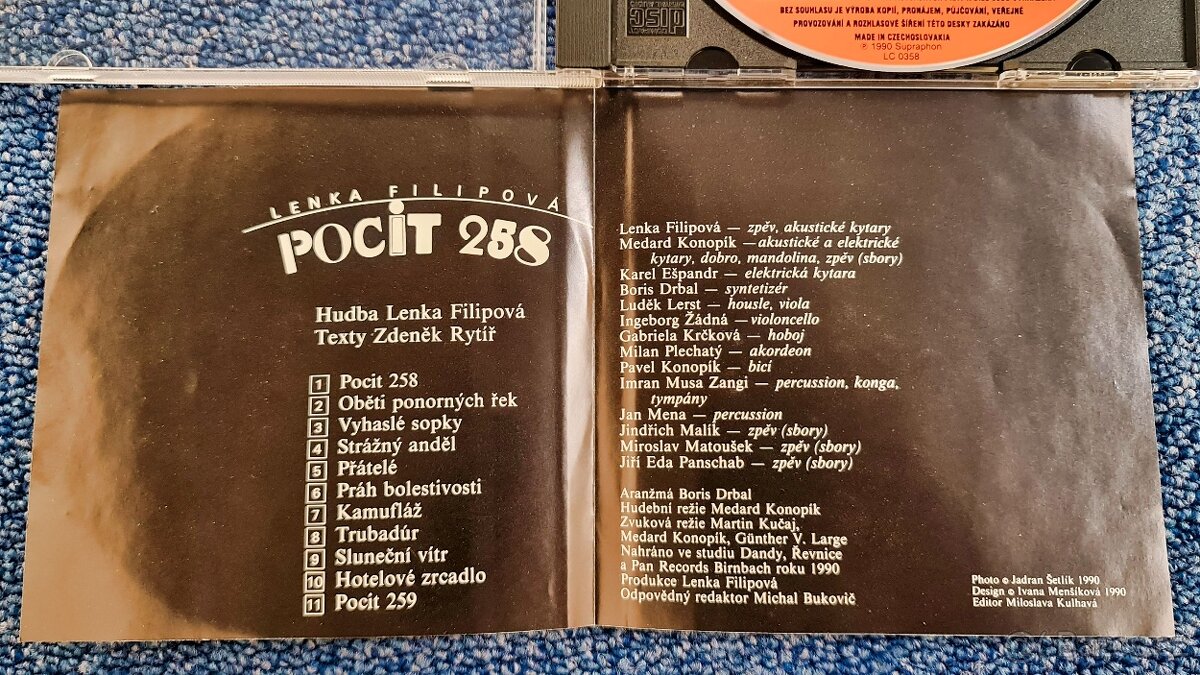 COMPACT
disc
BEZ SOUHLASU JE VÝROBA KOPIÍ, PRONÁJEM, PŮJČOVÁNÍ, VEŘEJNÉ
PROVOZOVÁNÍ A ROZHLASOVÉ ŠÍŘENÍ TÉTO DESKY ZAKÁZÁNO
MADE IN CZECHOSLOVAKIA
℗ 1990 Supraphon
LC 0358
LENKA FILIPOVÁ
POCIT 258
Hudba Lenka Filipová
Texty Zdeněk Rytíř
1 Pocit 258
2 Oběti ponorných řek
3 Vyhaslé sopky
4 Strážný anděl
5 Přátelé
6 Práh bolestivosti
7 Kamufláž
8 Trubadúr
9 Sluneční vítr
10 Hotelové zrcadlo
11 Pocit 259
Lenka Filipová — zpěv, akustické kytary
Medard Konopík — akustické a elektrické
kytary, dobro, mandolina, zpěv (sbory)
Karel Ešpandr — elektrická kytara
Boris Drbal — syntetizér
Luděk Lerst — housle, viola
Ingeborg Žádná — violoncello
Gabriela Krčková — hoboj
Milan Plechatý — akordeon
Pavel Konopík — bicí
Imran Musa Zangi — percussion, konga,
tympány
Jan Mena — percussion
Jindřich Malík — zpěv (sbory)
Miroslav Matoušek — zpěv (sbory)
Jiří Eda Panschab — zpěv (sbory)
Aranžmá Boris Drbal
Hudební režie Medard Konopík
Zvuková režie Martin Kučaj,
Medard Konopík, Günther V. Large
Nahráno ve studiu Dandy, Řevnice
a Pan Records Birnbach roku 1990
Produkce Lenka Filipová
Odpovědný redaktor Michal Bukovič
Photo © Jadran Šetlík 1990
Design © Ivana Menšíková 1990
Editor Miloslava Kulhavá